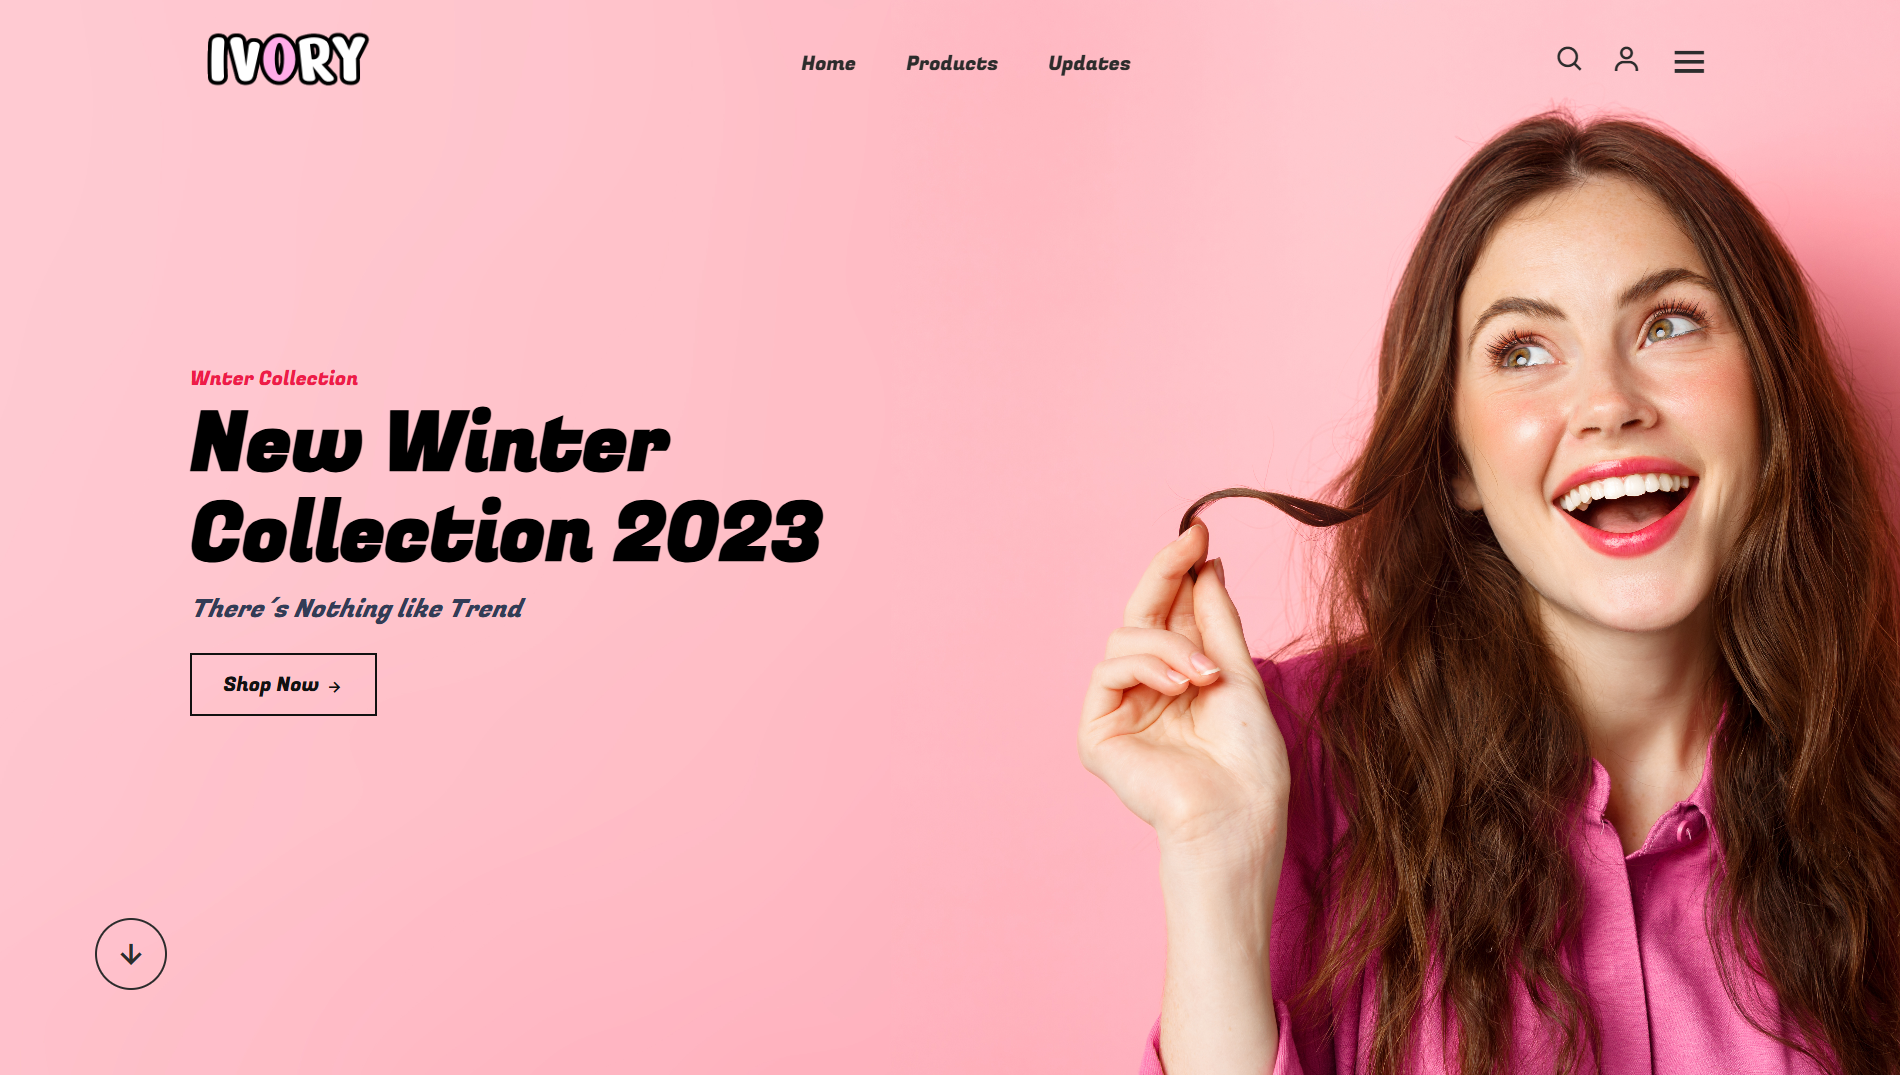 IVORY
Home Products Updates
Wnter Collection
New Winter
Collection 2023
There´s Nothing like Trend
Shop Now →